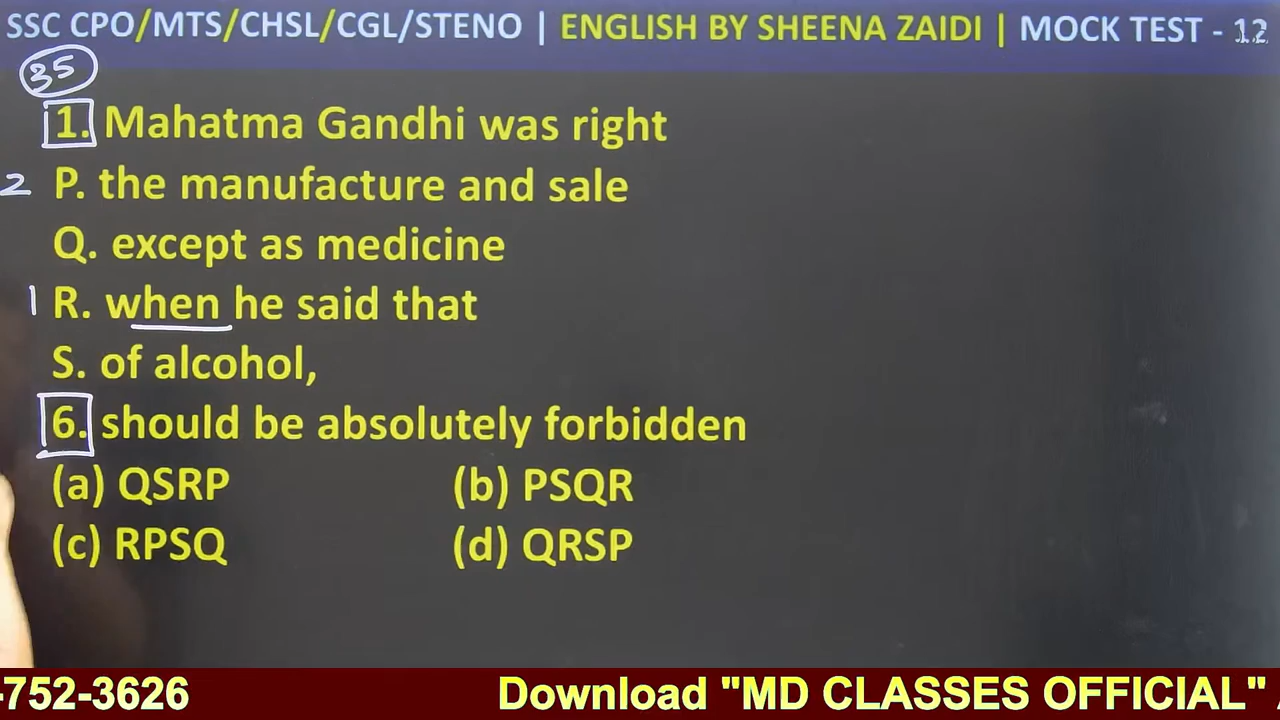 SSC CPO/MTS/CHSL/CGL/STENO | ENGLISH BY SHEENA ZAIDI | MOCK TEST - 12
35
1. Mahatma Gandhi was right
2 P. the manufacture and sale
Q. except as medicine
1 R. when he said that
S. of alcohol,
6. should be absolutely forbidden
(a) QSRP (b) PSQR
(c) RPSQ (d) QRSP
-752-3626 Download "MD CLASSES OFFICIAL"